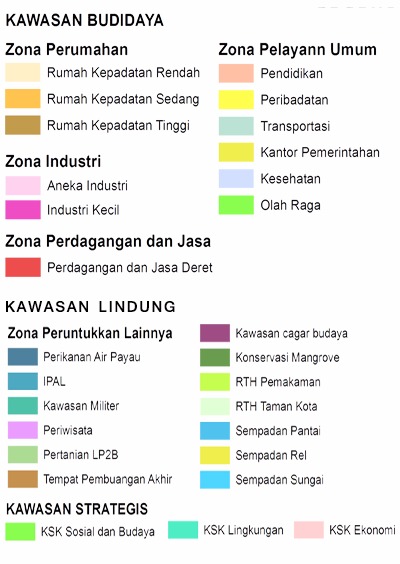 KAWASAN BUDIDAYA
Zona Perumahan
Rumah Kepadatan Rendah
Rumah Kepadatan Sedang
Rumah Kepadatan Tinggi
Zona Industri
Aneka Industri
Industri Kecil
Zona Perdagangan dan Jasa
Perdagangan dan Jasa Deret
Zona Pelayann Umum
Pendidikan
Peribadatan
Transportasi
Kantor Pemerintahan
Kesehatan
Olah Raga
KAWASAN LINDUNG
Zona Peruntukkan Lainnya
Perikanan Air Payau
IPAL
Kawasan Militer
Periwisata
Pertanian LP2B
Tempat Pembuangan Akhir
Kawasan cagar budaya
Konservasi Mangrove
RTH Pemakaman
RTH Taman Kota
Sempadan Pantai
Sempadan Rel
Sempadan Sungai
KAWASAN STRATEGIS
KSK Sosial dan Budaya
KSK Lingkungan
KSK Ekonomi